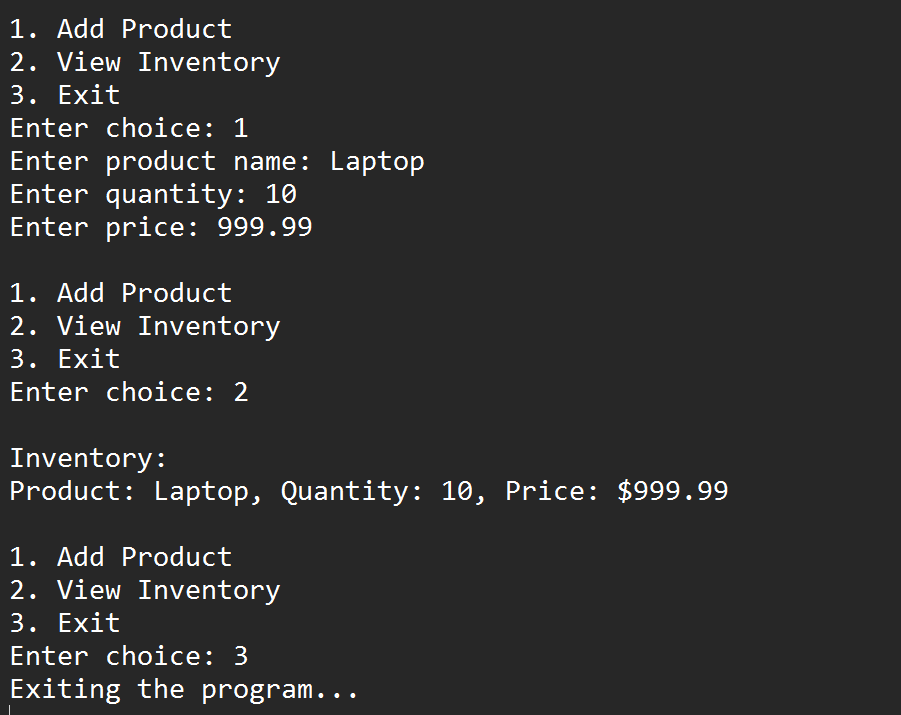 1. Add Product
2. View Inventory
3. Exit
Enter choice: 1
Enter product name: Laptop
Enter quantity: 10
Enter price: 999.99
1. Add Product
2. View Inventory
3. Exit
Enter choice: 2
Inventory:
Product: Laptop, Quantity: 10, Price: $999.99
1. Add Product
2. View Inventory
3. Exit
Enter choice: 3
Exiting the program...